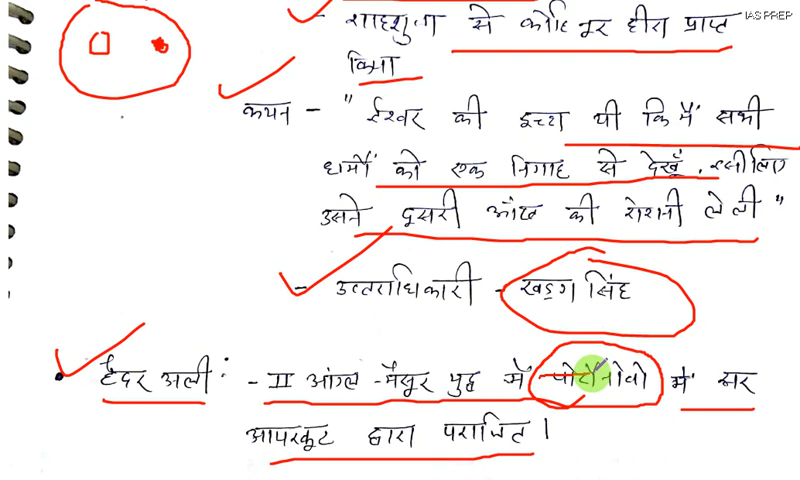 IAS PREP
- शाहशुजा से कोहिनूर हीरा प्राप्त
किया
कथन - " ईश्वर की इच्छा थी कि मैं सभी
धर्मों को एक निगाह से देखूँ, इसीलिए
उसने दूसरी आँख की रोशनी ले ली "
- उत्तराधिकारी - खड़ग सिंह
• हैदर अली : - II आंग्ल-मैसूर युद्ध में पोर्टोनोवो में सर
आयरकूट द्वारा पराजित।